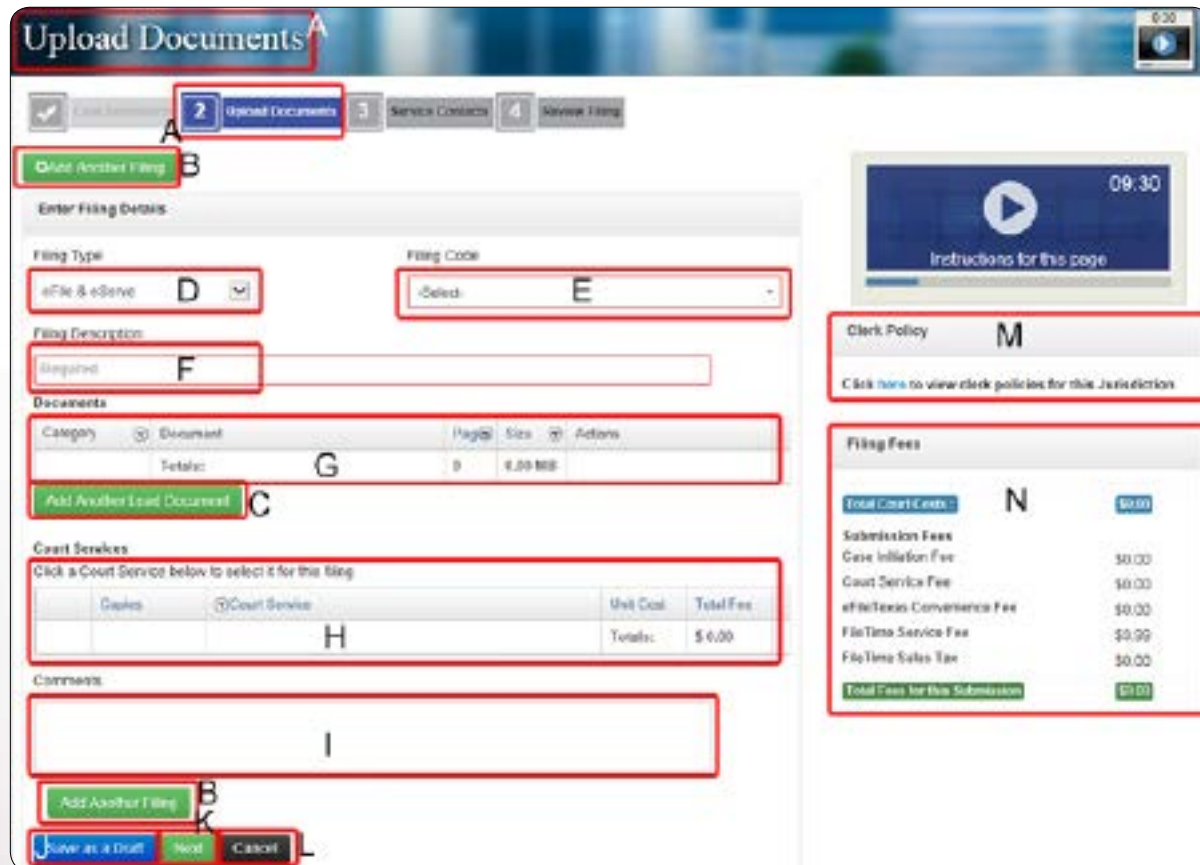 Upload Documents A
0:30
2 Upload Documents 3 Service Contacts 4 Review Filing
A
Add Another Filing B
09:30
Instructions for this page
Enter Filing Details
Filing Type Filing Code
eFile & eServe D -Select- E
Filing Description
Required F
Clerk Policy M
Click here to view clerk policies for this Jurisdiction
Documents
Category Document Pages Size Actions
Totals: G 0 0.00 MB
Add Another Lead Document C
Court Services
Click a Court Service below to select it for this filing
Copies Court Service Unit Cost Total Fee
H Totals: $ 0.00
Comments
I
Add Another Filing B
K
J Save as a Draft Next Cancel L
Filing Fees
Total Court Costs : N $0.00
Submission Fees
Case Initiation Fee $0.00
Court Service Fee $0.00
eFileTexas Convenience Fee $0.00
FileTime Service Fee $0.99
FileTime Sales Tax $0.00
Total Fees for this Submission